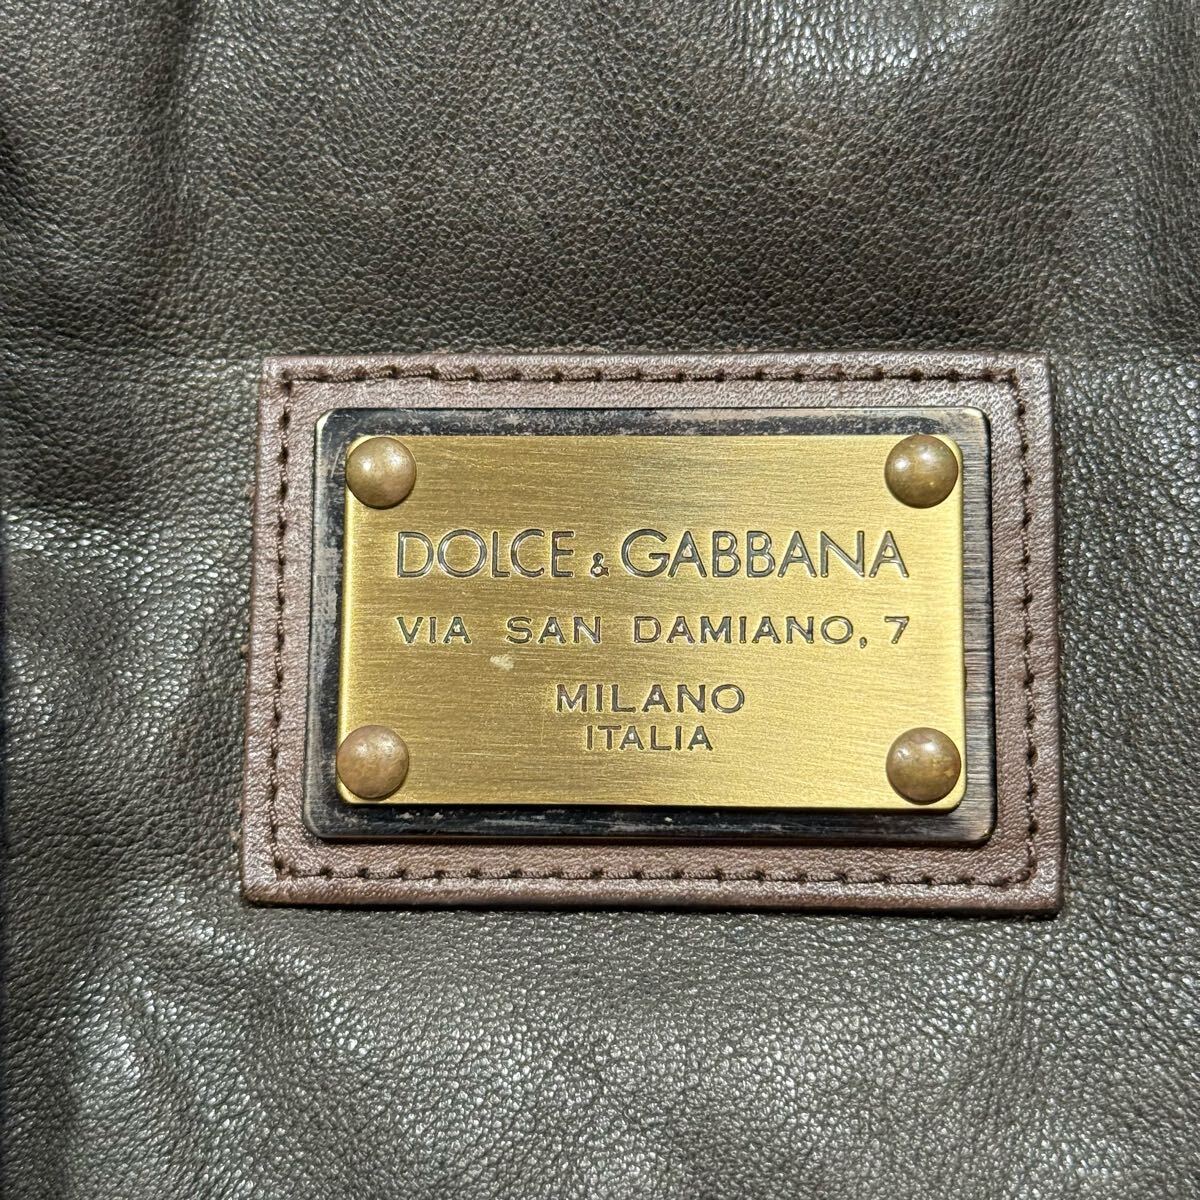 DOLCE & GABBANA
VIA SAN DAMIANO, 7
MILANO
ITALIA